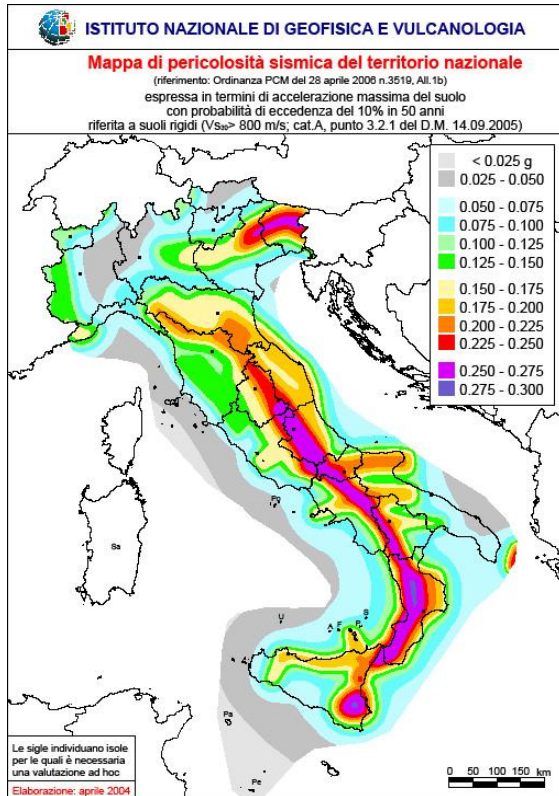 ISTITUTO NAZIONALE DI GEOFISICA E VULCANOLOGIA
Mappa di pericolosità sismica del territorio nazionale
(riferimento: Ordinanza PCM del 28 aprile 2006 n.3519, All.1b)
espressa in termini di accelerazione massima del suolo
con probabilità di eccedenza del 10% in 50 anni
riferita a suoli rigidi (Vs₃₀> 800 m/s; cat.A, punto 3.2.1 del D.M. 14.09.2005)
< 0.025 g
0.025 - 0.050
0.050 - 0.075
0.075 - 0.100
0.100 - 0.125
0.125 - 0.150
0.150 - 0.175
0.175 - 0.200
0.200 - 0.225
0.225 - 0.250
0.250 - 0.275
0.275 - 0.300
Sa
U
A F
S
Pa
Pe
Le sigle individuano isole
per le quali è necessaria
una valutazione ad hoc
Elaborazione: aprile 2004
0 50 100 150 km